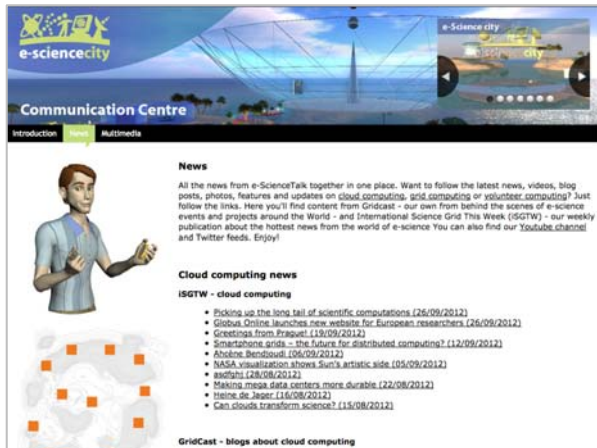 e-sciencecity
e-Science city
Communication Centre
Introduction News Multimedia
News
All the news from e-ScienceTalk together in one place. Want to follow the latest news, videos, blog
posts, photos, features and updates on cloud computing, grid computing or volunteer computing? Just
follow the links. Here you'll find content from Gridcast - our own from behind the scenes of e-science
events and projects around the World - and International Science Grid This Week (iSGTW) - our weekly
publication about the hottest news from the world of e-science You can also find our Youtube channel
and Twitter feeds. Enjoy!
Cloud computing news
iSGTW - cloud computing
• Picking up the long tail of scientific computations (26/09/2012)
• Globus Online launches new website for European researchers (26/09/2012)
• Greetings from Prague! (19/09/2012)
• Smartphone grids – the future for distributed computing? (12/09/2012)
• Ahcène Bendjoudi (06/09/2012)
• NASA visualization shows Sun's artistic side (05/09/2012)
• asdfghj (28/08/2012)
• Making mega data centers more durable (22/08/2012)
• Heine de Jager (16/08/2012)
• Can clouds transform science? (15/08/2012)
GridCast - blogs about cloud computing